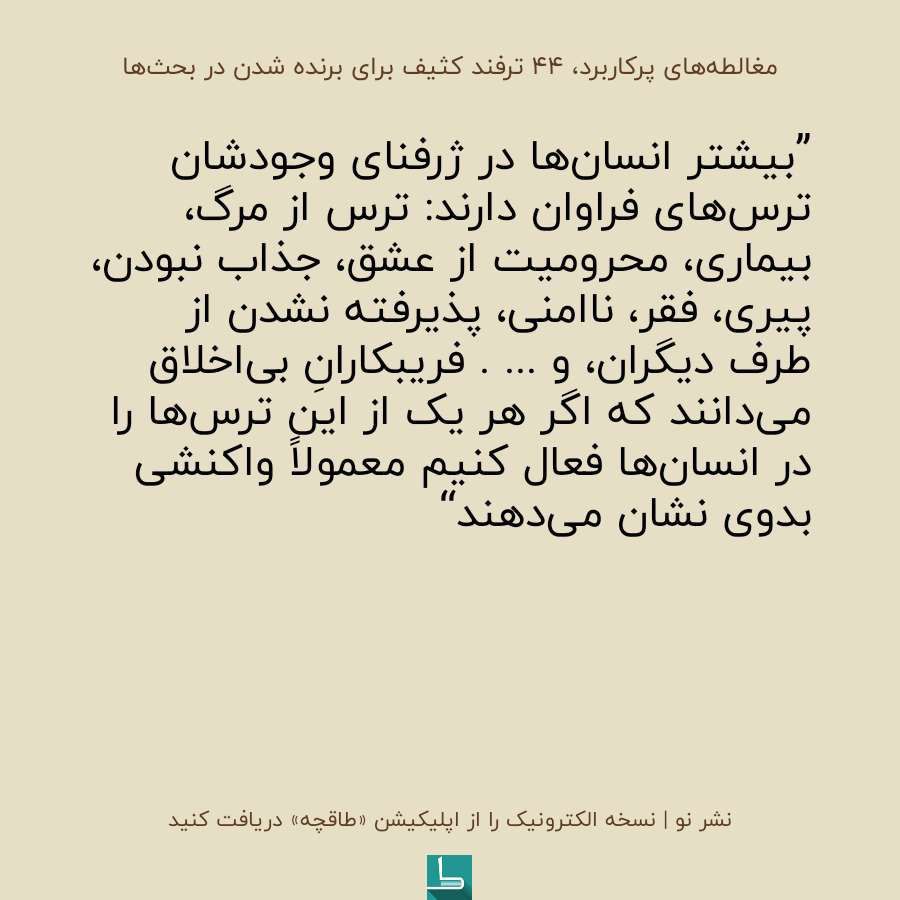 مغالطه‌های پرکاربرد، ۴۴ ترفند کثیف برای برنده شدن در بحث‌ها
”بیشتر انسان‌ها در ژرفنای وجودشان
ترس‌های فراوان دارند: ترس از مرگ،
بیماری، محرومیت از عشق، جذاب نبودن،
پیری، فقر، ناامنی، پذیرفته نشدن از
طرف دیگران، و ... . فریبکارانِ بی‌اخلاق
می‌دانند که اگر هر یک از این ترس‌ها را
در انسان‌ها فعال کنیم معمولاً واکنشی
بدوی نشان می‌دهند“
نشر نو | نسخه الکترونیک را از اپلیکیشن «طاقچه» دریافت کنید